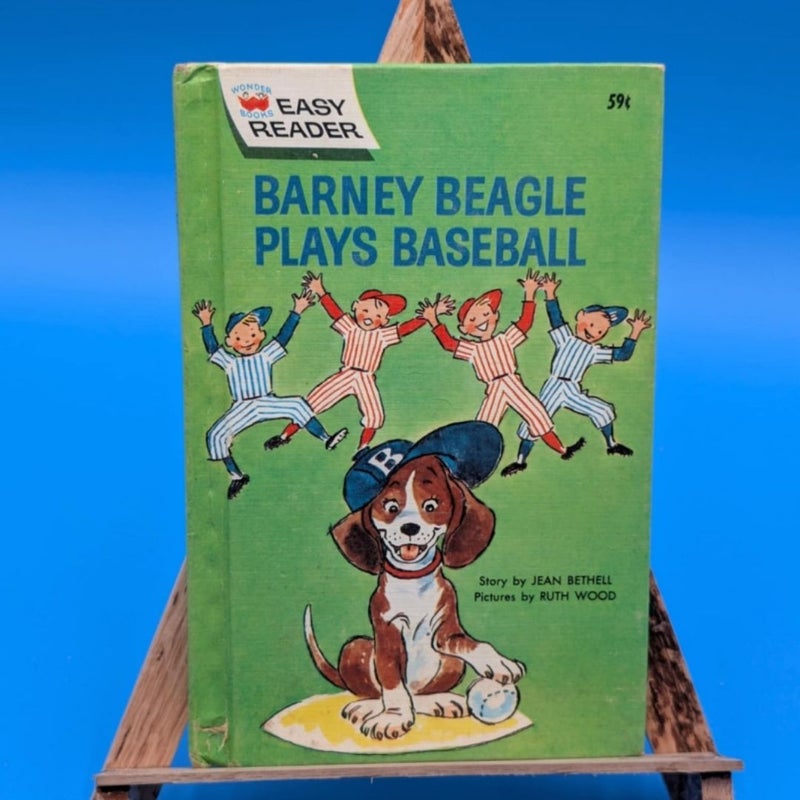 WONDER
BOOKS
EASY
READER
59¢
BARNEY BEAGLE
PLAYS BASEBALL
B
Story by JEAN BETHELL
Pictures by RUTH WOOD